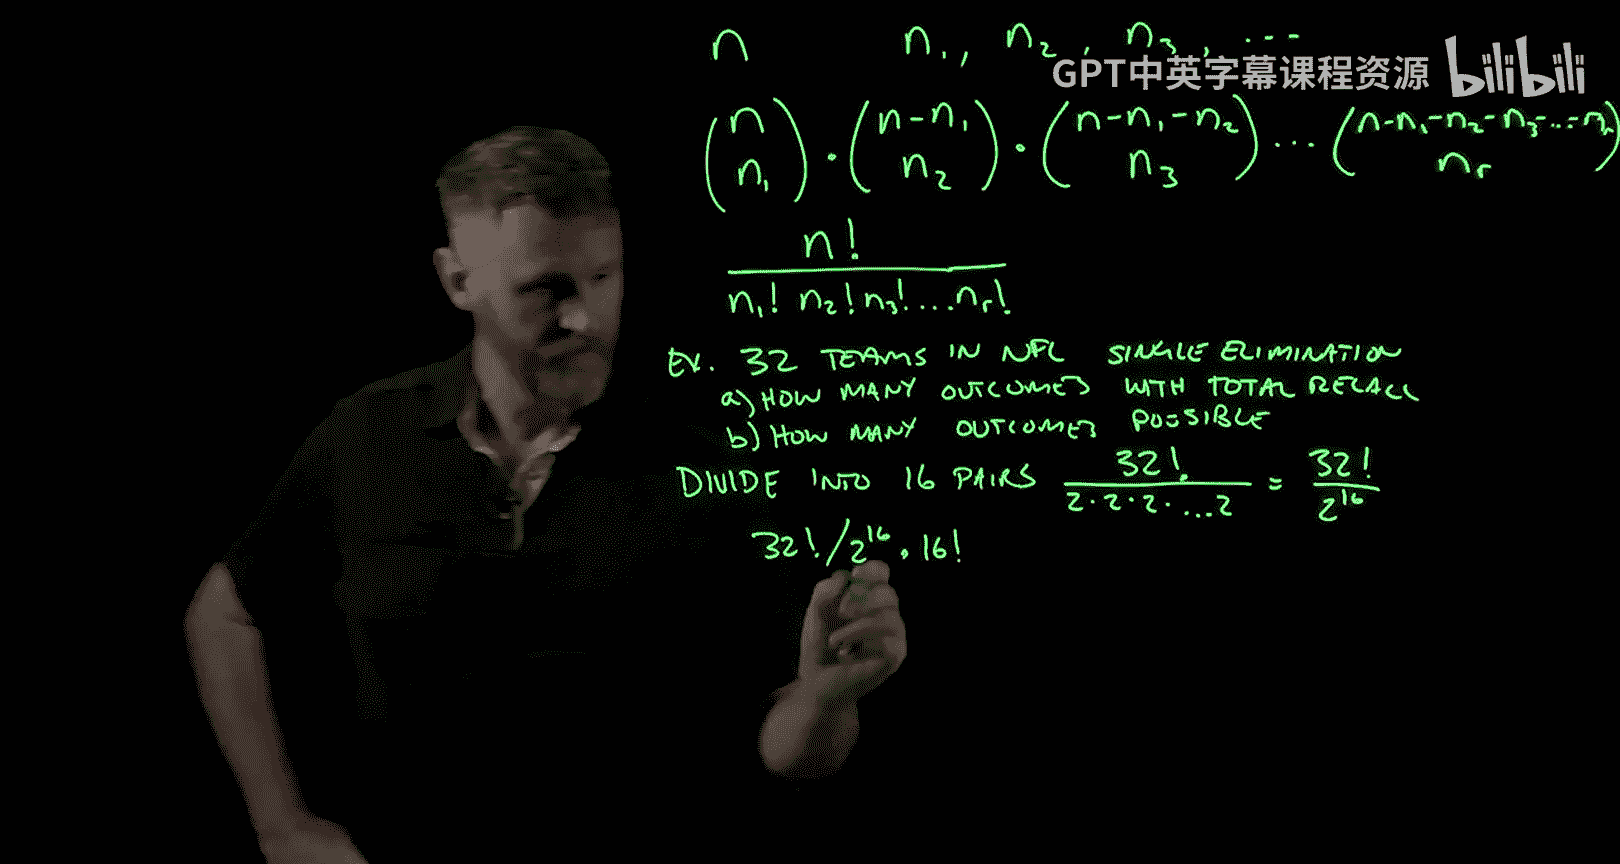 n n₁, n₂, n₃, ...
GPT中英字幕课程资源 bilibili
(n n₁) · (n-n₁ n₂) · (n-n₁-n₂ n₃) ... (n-n₁-n₂-n₃-...-nᵣ nᵣ)
n!
n₁! n₂! n₃! ... nᵣ!
EX. 32 TEAMS IN NFL SINGLE ELIMINATION
a) HOW MANY OUTCOMES WITH TOTAL RECALL
b) HOW MANY OUTCOMES POSSIBLE
DIVIDE INTO 16 PAIRS 32! / 2·2·2·...2 = 32! / 2¹⁶
32!/2¹⁶ · 16!